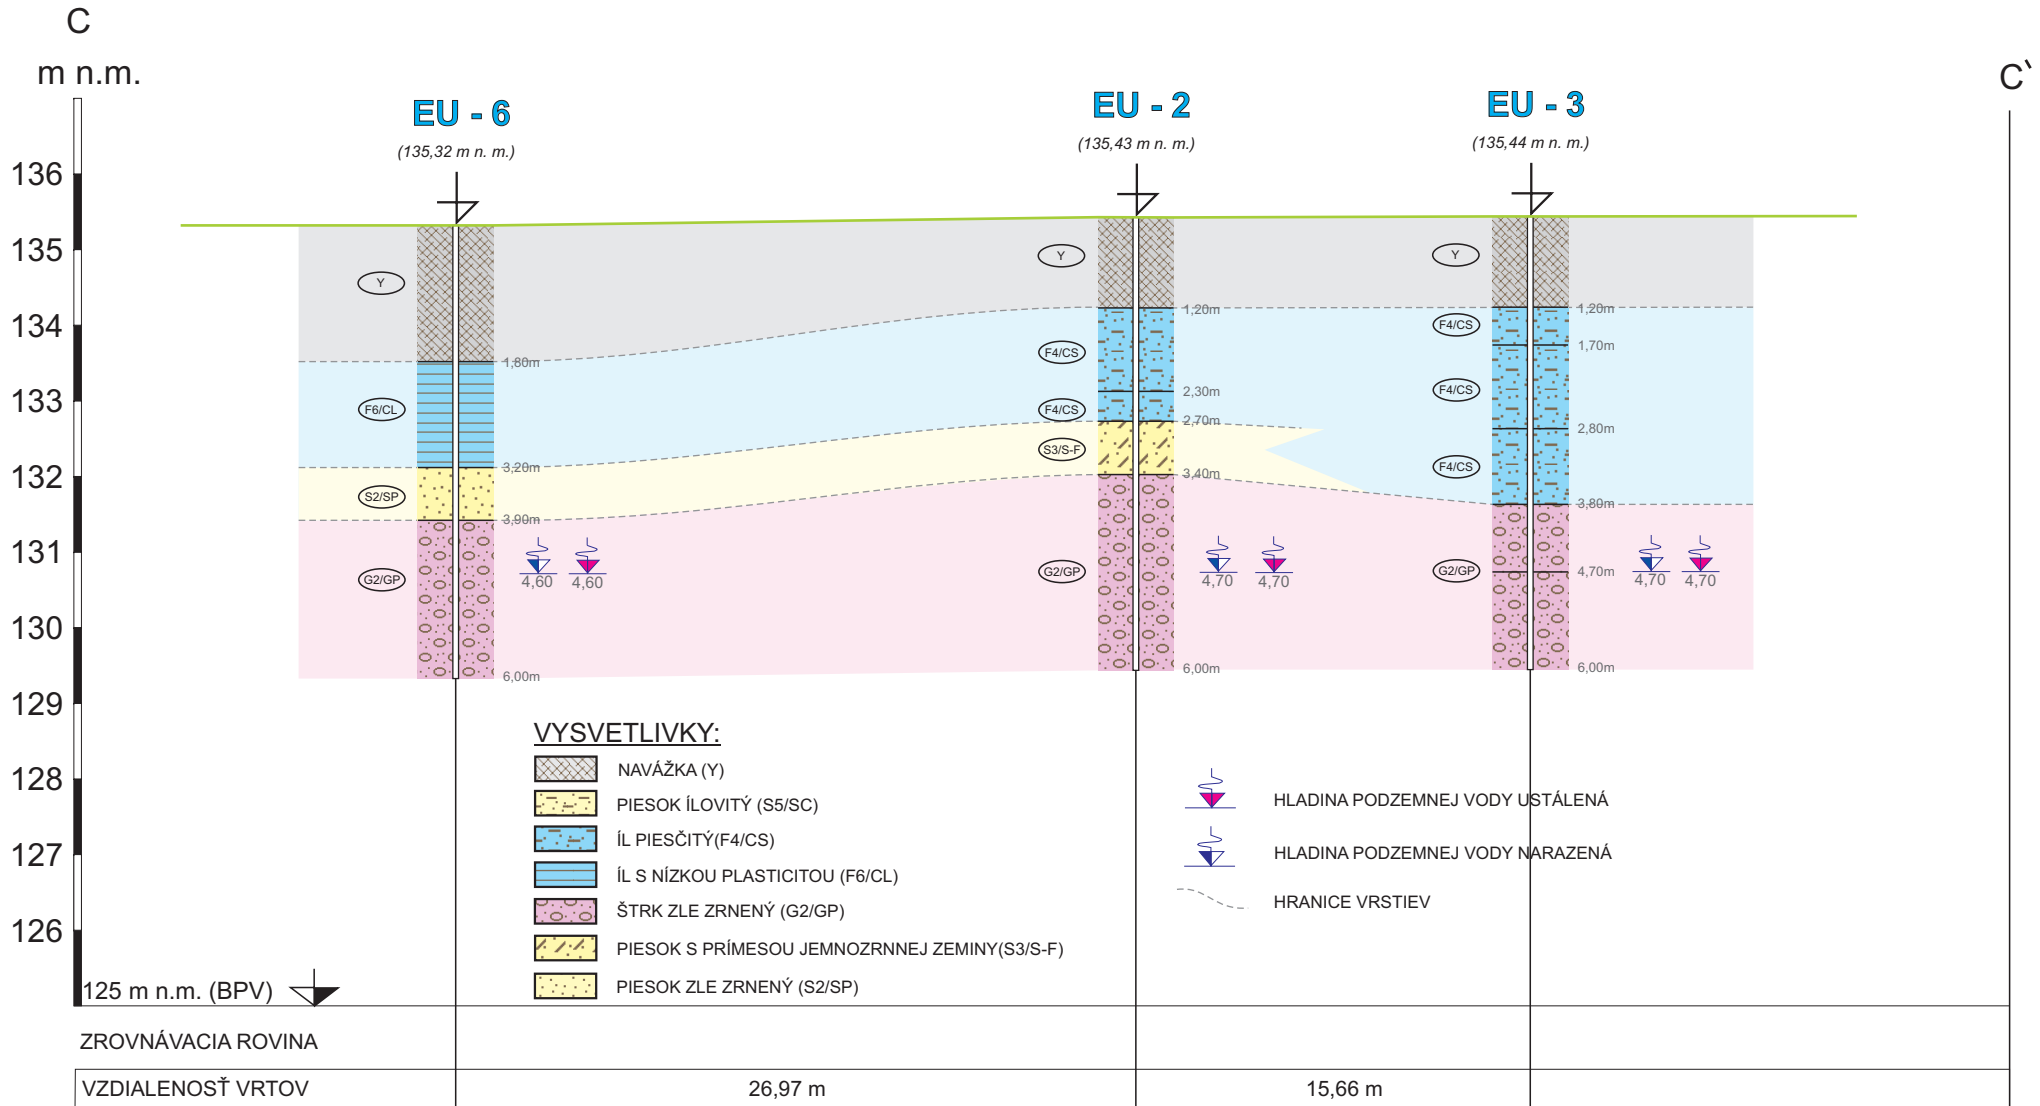 C
m n.m.
C`
EU - 6
(135,32 m n. m.)
EU - 2
(135,43 m n. m.)
EU - 3
(135,44 m n. m.)
136
135
134
133
132
131
130
129
128
127
126
Y
1,80m
F6/CL
3,20m
S2/SP
3,90m
G2/GP
4,60 4,60
6,00m
Y
1,20m
F4/CS
2,30m
F4/CS
2,70m
S3/S-F
3,40m
G2/GP
4,70 4,70
6,00m
Y
1,20m
F4/CS
1,70m
F4/CS
2,80m
F4/CS
3,80m
G2/GP
4,70m
4,70 4,70
6,00m
VYSVETLIVKY:
NAVÁŽKA (Y)
PIESOK ÍLOVITÝ (S5/SC)
ÍL PIESČITÝ(F4/CS)
ÍL S NÍZKOU PLASTICITOU (F6/CL)
ŠTRK ZLE ZRNENÝ (G2/GP)
PIESOK S PRÍMESOU JEMNOZRNNEJ ZEMINY(S3/S-F)
PIESOK ZLE ZRNENÝ (S2/SP)
HLADINA PODZEMNEJ VODY USTÁLENÁ
HLADINA PODZEMNEJ VODY NARAZENÁ
HRANICE VRSTIEV
125 m n.m. (BPV)
ZROVNÁVACIA ROVINA
VZDIALENOSŤ VRTOV 26,97 m 15,66 m